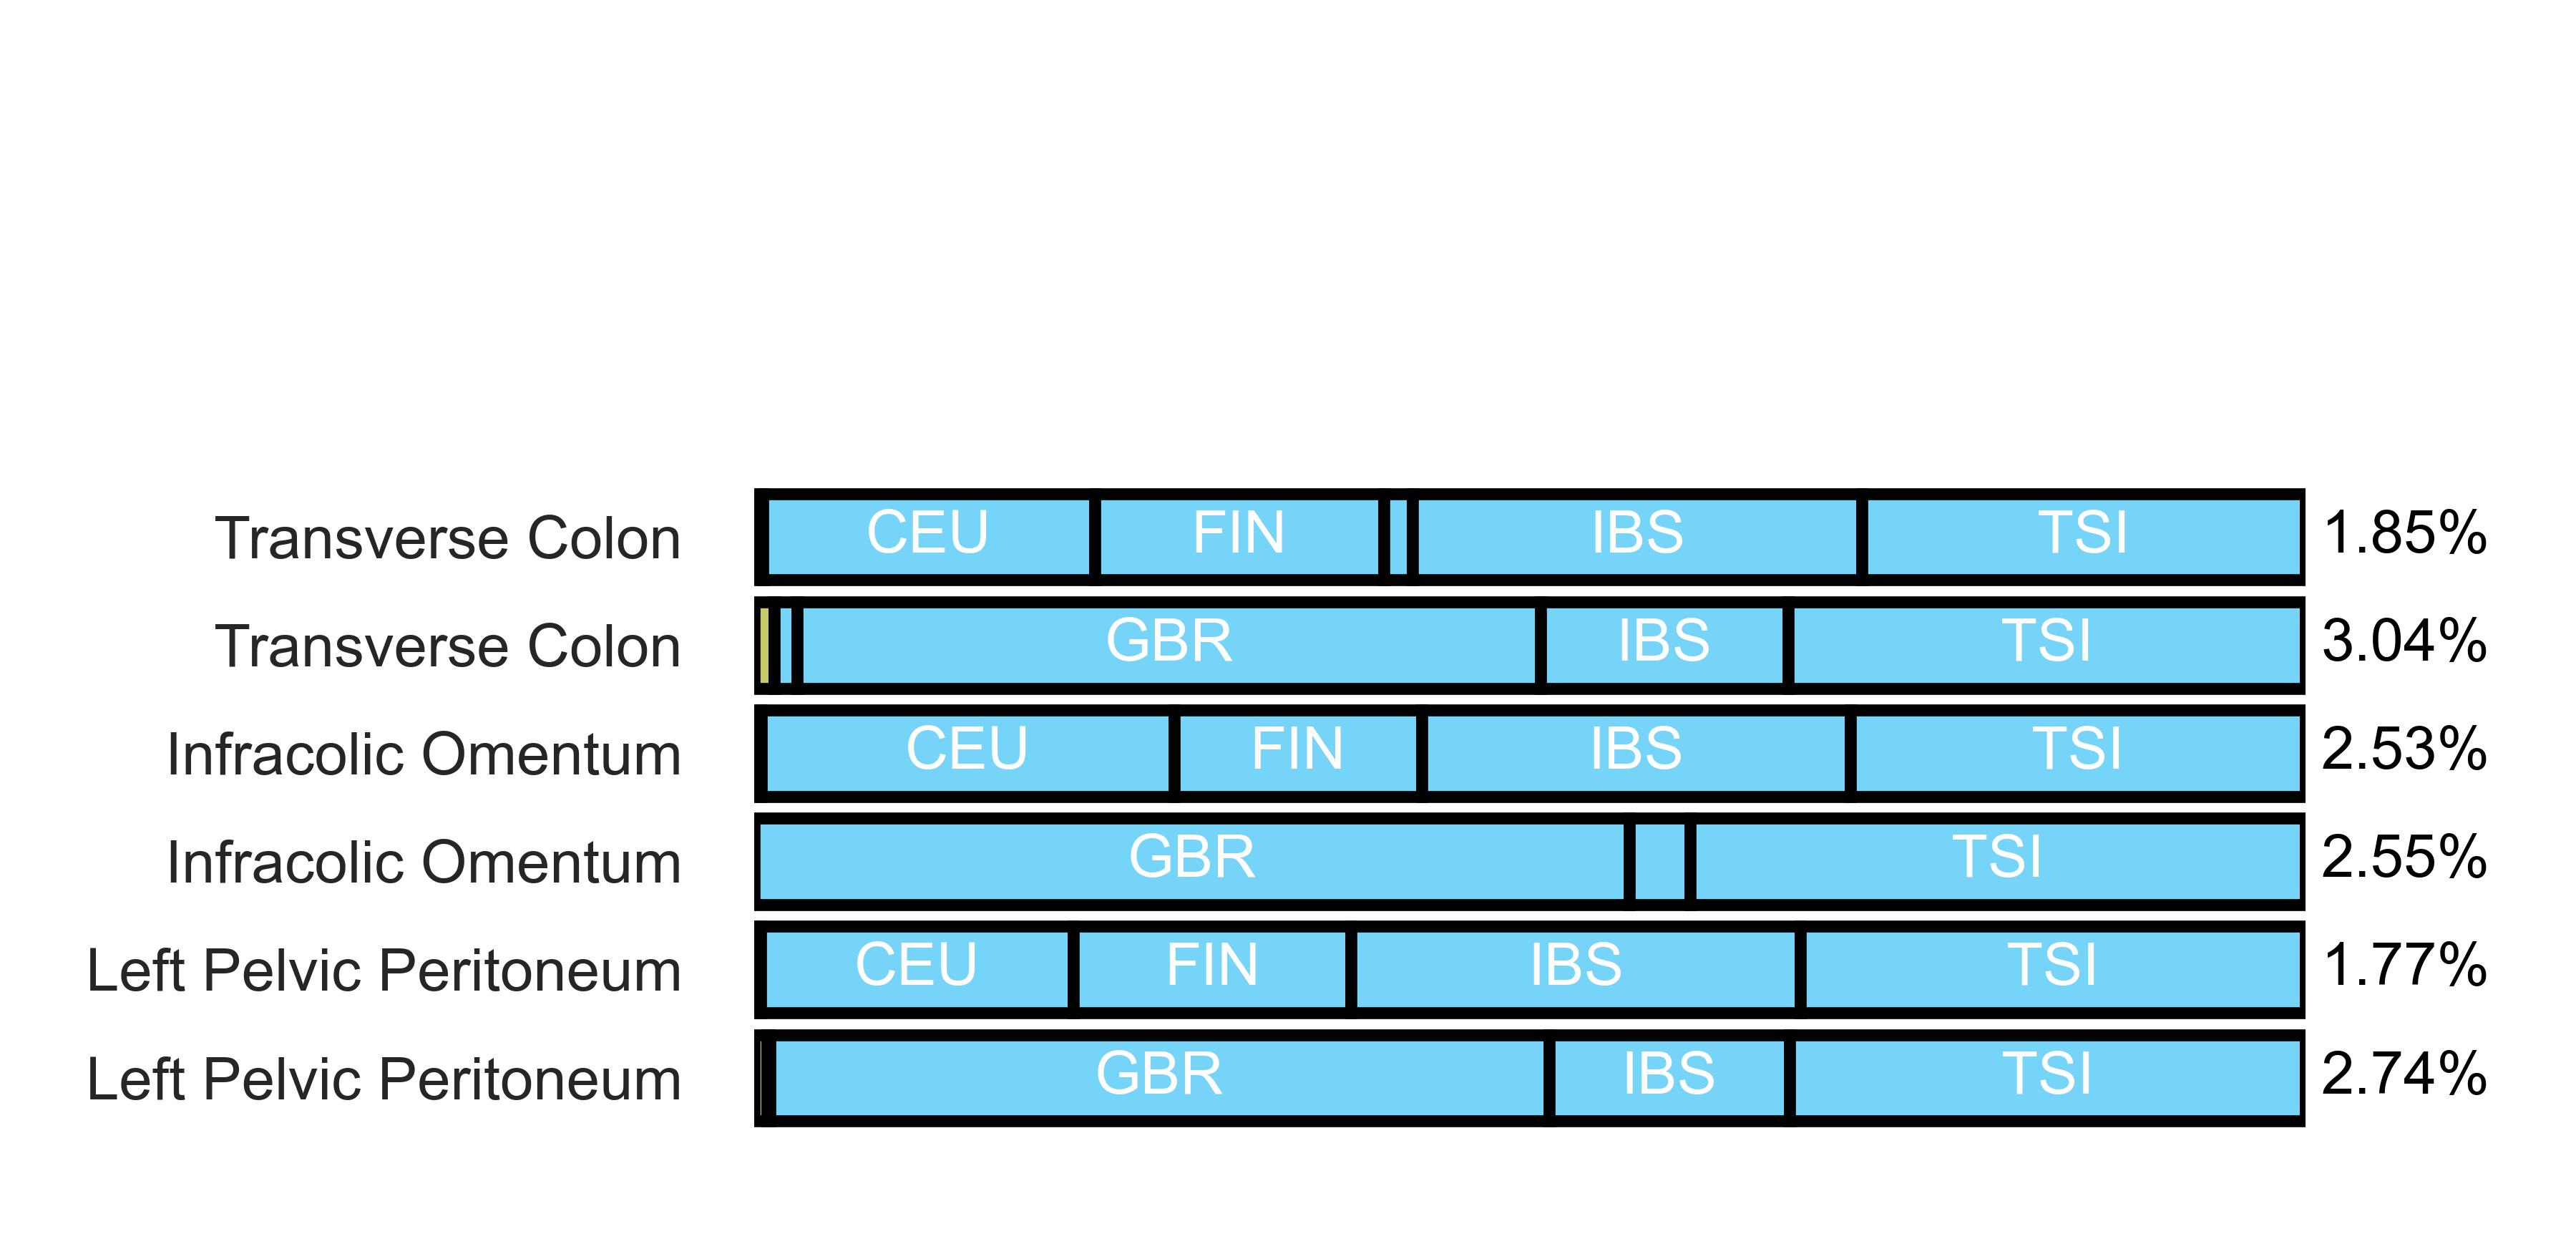 Transverse Colon CEU FIN IBS TSI 1.85%
Transverse Colon GBR IBS TSI 3.04%
Infracolic Omentum CEU FIN IBS TSI 2.53%
Infracolic Omentum GBR TSI 2.55%
Left Pelvic Peritoneum CEU FIN IBS TSI 1.77%
Left Pelvic Peritoneum GBR IBS TSI 2.74%